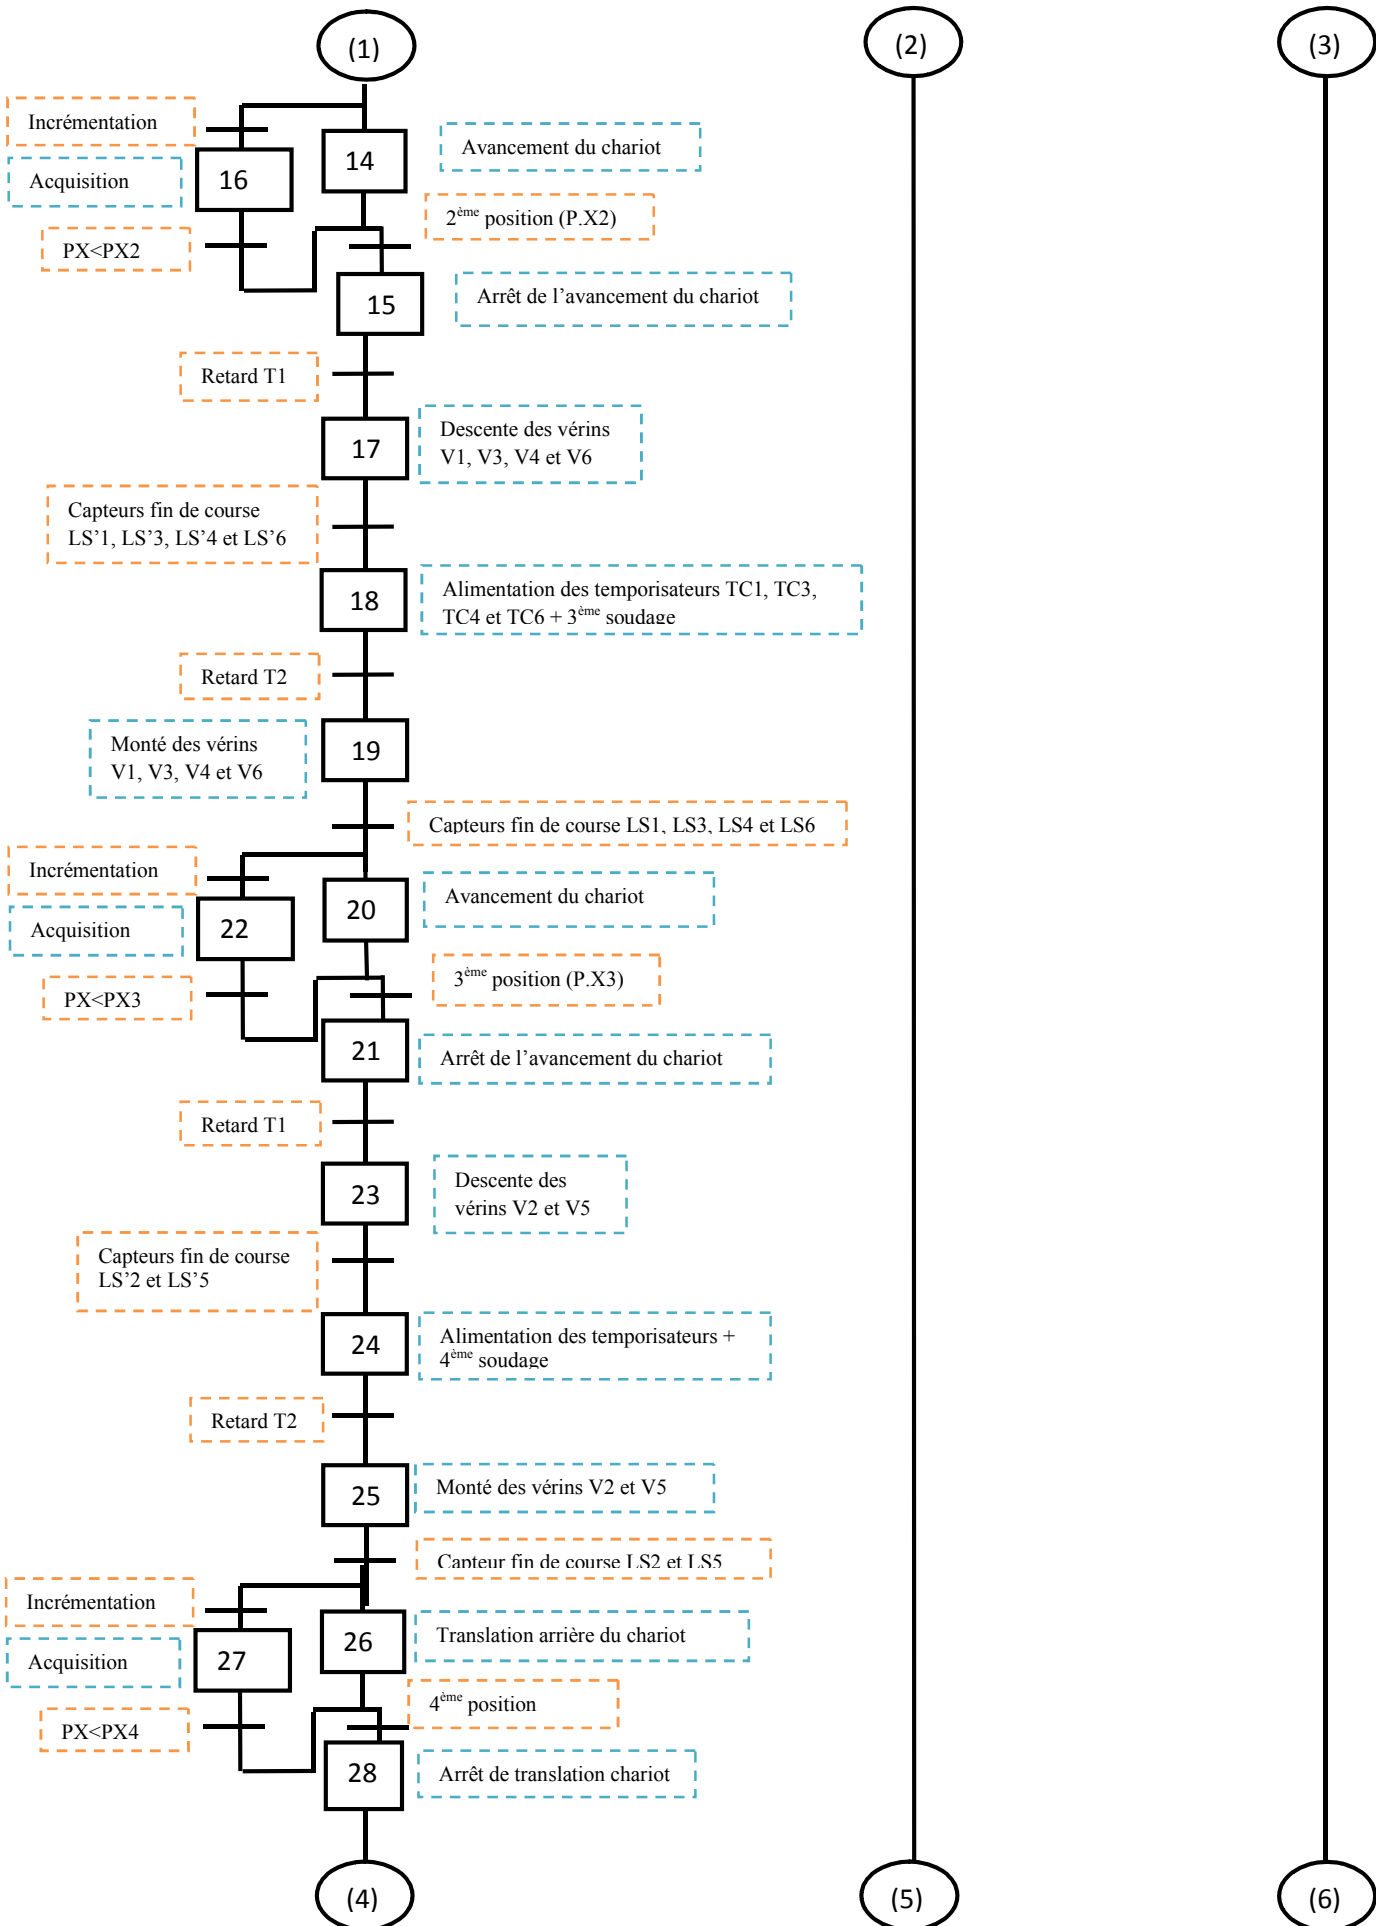 (1)
(2)
(3)
Incrémentation
14
Avancement du chariot
16
Acquisition
2ème position (P.X2)
PX<PX2
15
Arrêt de l’avancement du chariot
Retard T1
17
Descente des vérins
V1, V3, V4 et V6
Capteurs fin de course
LS’1, LS’3, LS’4 et LS’6
18
Alimentation des temporisateurs TC1, TC3,
TC4 et TC6 + 3ème soudage
Retard T2
19
Monté des vérins
V1, V3, V4 et V6
Capteurs fin de course LS1, LS3, LS4 et LS6
Incrémentation
20
Avancement du chariot
22
Acquisition
3ème position (P.X3)
PX<PX3
21
Arrêt de l’avancement du chariot
Retard T1
23
Descente des
vérins V2 et V5
Capteurs fin de course
LS’2 et LS’5
24
Alimentation des temporisateurs +
4ème soudage
Retard T2
25
Monté des vérins V2 et V5
Capteur fin de course LS2 et LS5
Incrémentation
26
Translation arrière du chariot
27
Acquisition
4ème position
PX<PX4
28
Arrêt de translation chariot
(4)
(5)
(6)